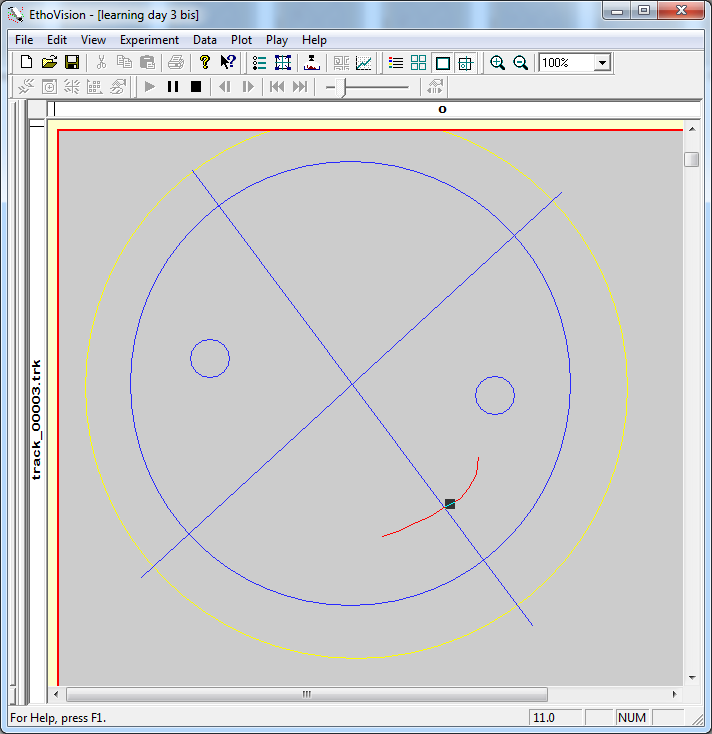 EthoVision - [learning day 3 bis]
File Edit View Experiment Data Plot Play Help
100%
0
track_00003.trk
For Help, press F1.
11.0
NUM